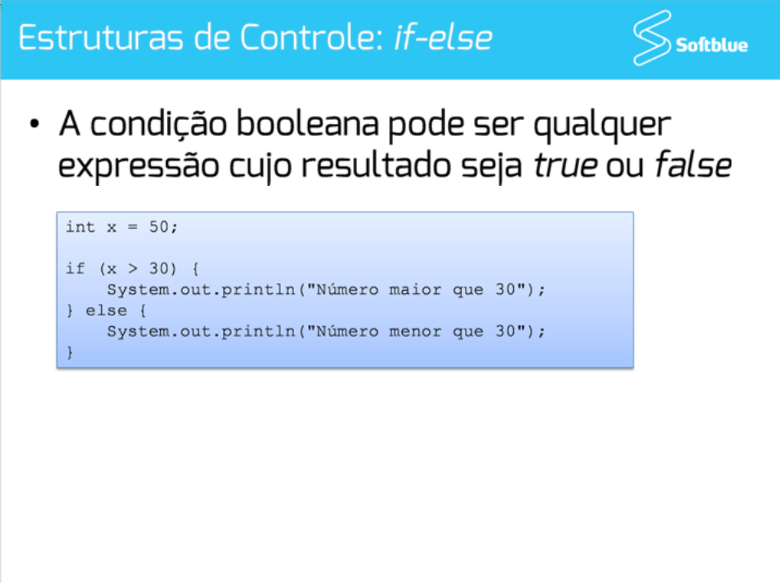 Estruturas de Controle: if-else
Softblue
• A condição booleana pode ser qualquer
expressão cujo resultado seja true ou false
int x = 50;
if (x > 30) {
    System.out.println("Número maior que 30");
} else {
    System.out.println("Número menor que 30");
}